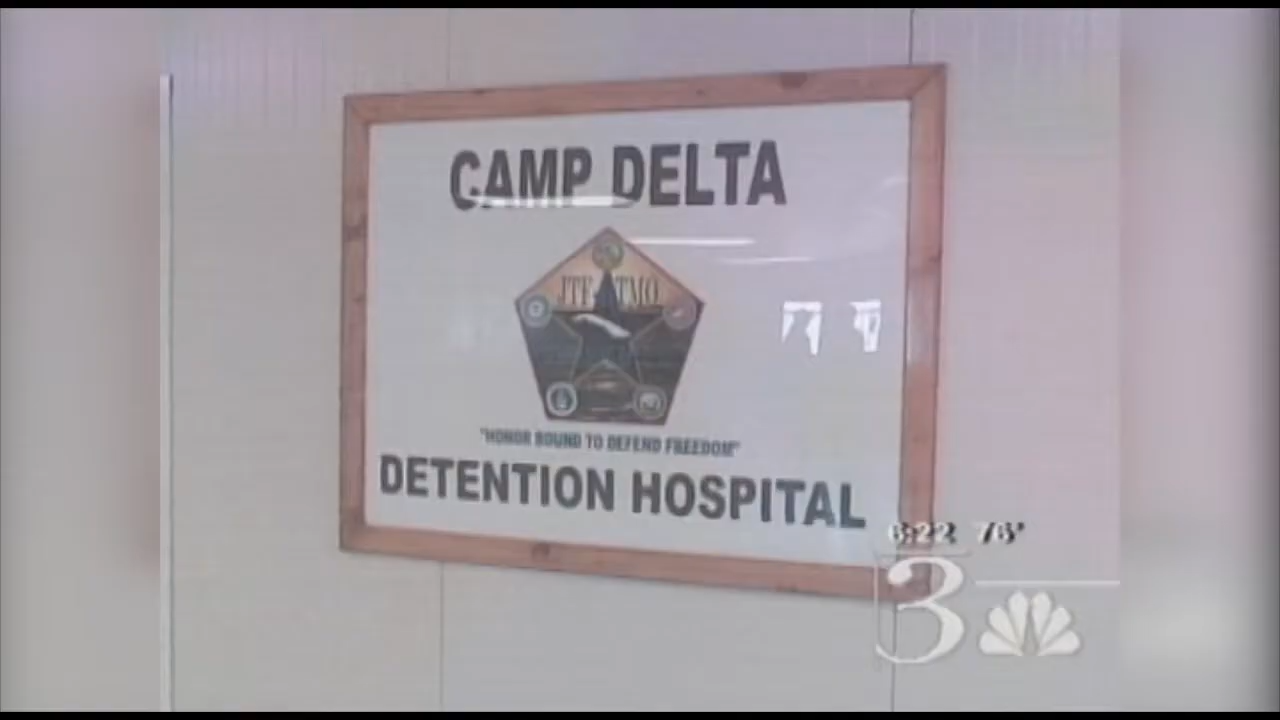 CAMP DELTA
JTF GTMO
"HONOR BOUND TO DEFEND FREEDOM"
DETENTION HOSPITAL
6:22 76°
3